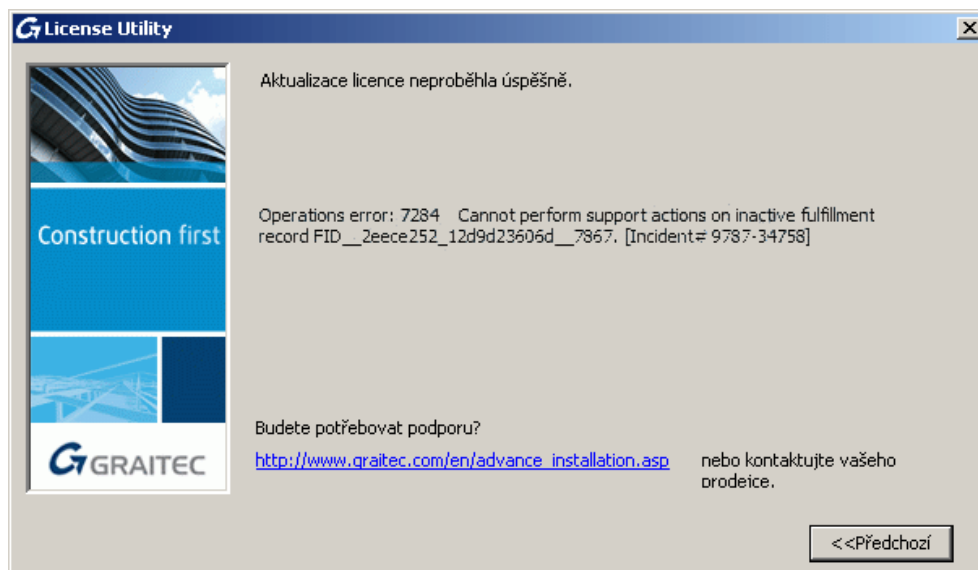 License Utility
Aktualizace licence neproběhla úspěšně.
Operations error: 7284 Cannot perform support actions on inactive fulfillment
record FID__2eece252_12d9d23606d__7867. [Incident# 9787-34758]
Construction first
Budete potřebovat podporu?
http://www.graitec.com/en/advance_installation.asp nebo kontaktujte vašeho
prodejce.
GRAITEC
<<Předchozí